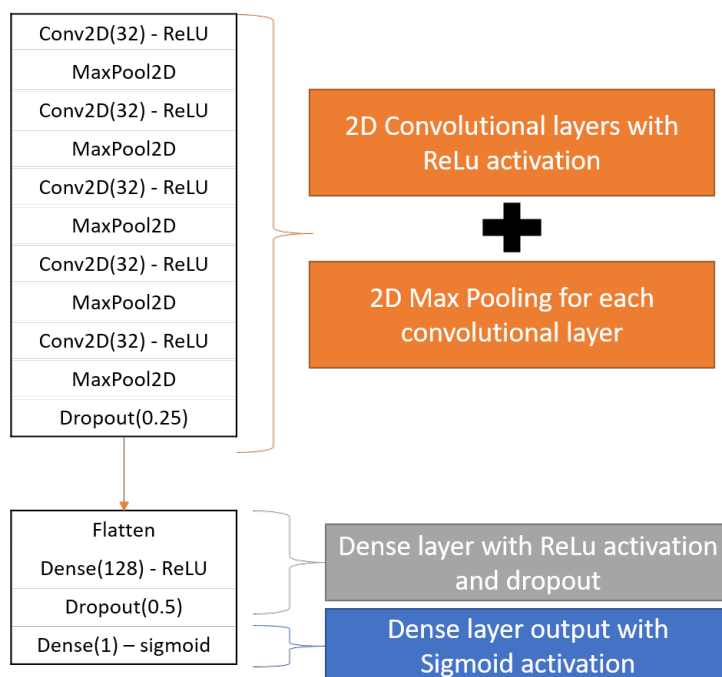 Conv2D(32) - ReLU
MaxPool2D
Conv2D(32) - ReLU
MaxPool2D
Conv2D(32) - ReLU
MaxPool2D
Conv2D(32) - ReLU
MaxPool2D
Conv2D(32) - ReLU
MaxPool2D
Dropout(0.25)
2D Convolutional layers with
ReLu activation
2D Max Pooling for each
convolutional layer
Flatten
Dense(128) - ReLU
Dropout(0.5)
Dense(1) – sigmoid
Dense layer with ReLu activation
and dropout
Dense layer output with
Sigmoid activation